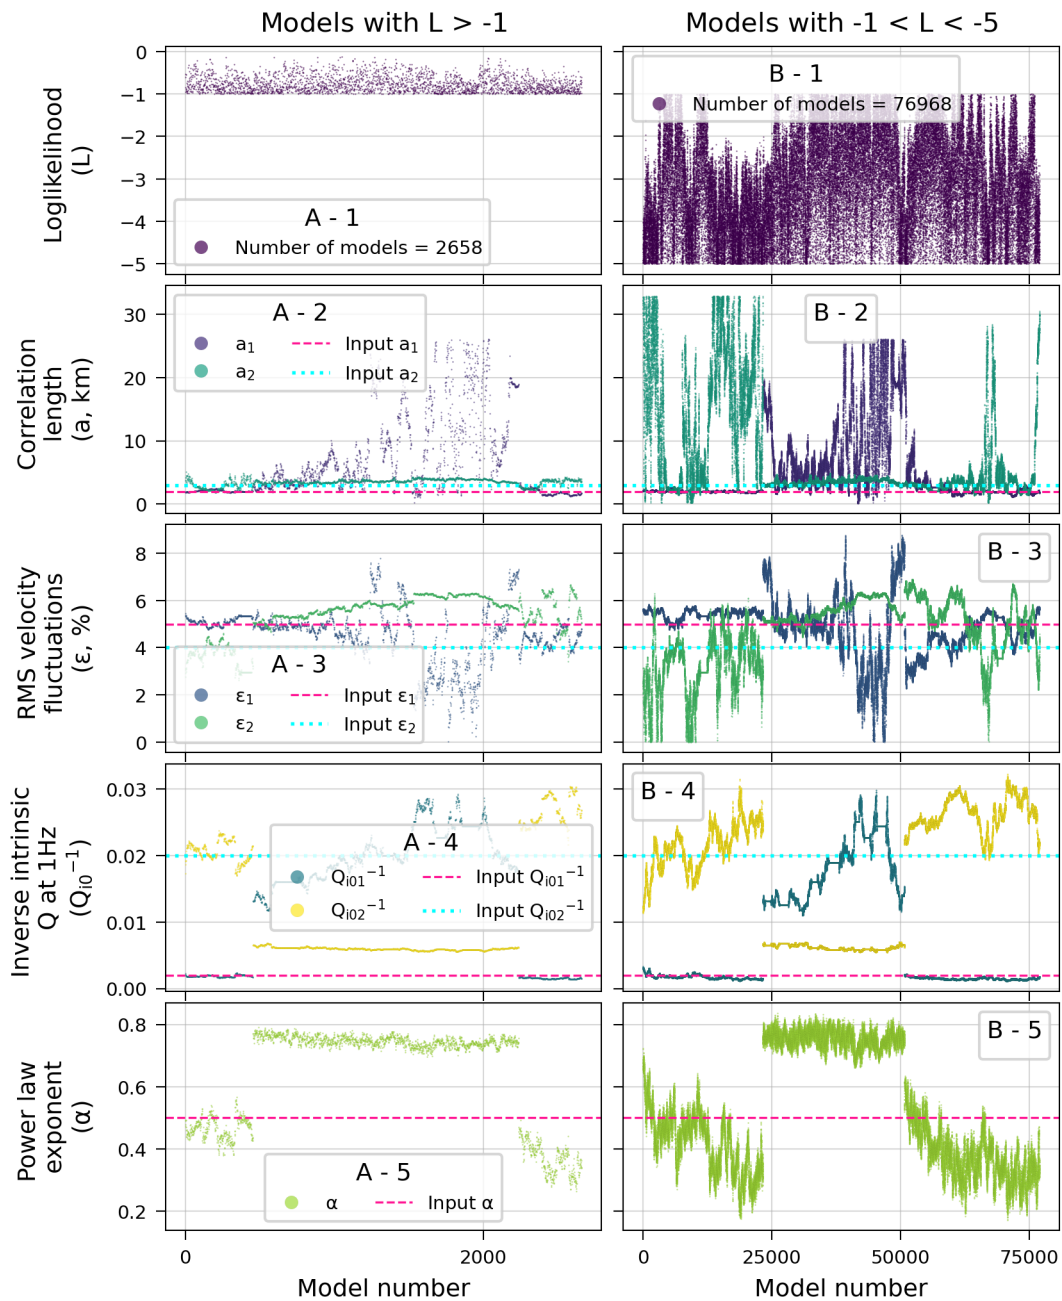 Models with L > -1
Models with -1 < L < -5
Loglikelihood
(L)
0
−1
−2
−3
−4
−5
A - 1
Number of models = 2658
B - 1
Number of models = 76968
Correlation
length
(a, km)
30
20
10
0
A - 2
a₁
Input a₁
a₂
Input a₂
B - 2
RMS velocity
fluctuations
(ε, %)
8
6
4
2
0
A - 3
ε₁
Input ε₁
ε₂
Input ε₂
B - 3
Inverse intrinsic
Q at 1Hz
(Qi0⁻¹)
0.03
0.02
0.01
0.00
A - 4
Qi01⁻¹
Input Qi01⁻¹
Qi02⁻¹
Input Qi02⁻¹
B - 4
Power law
exponent
(α)
0.8
0.6
0.4
0.2
A - 5
α
Input α
B - 5
0
2000
0
25000
50000
75000
Model number
Model number